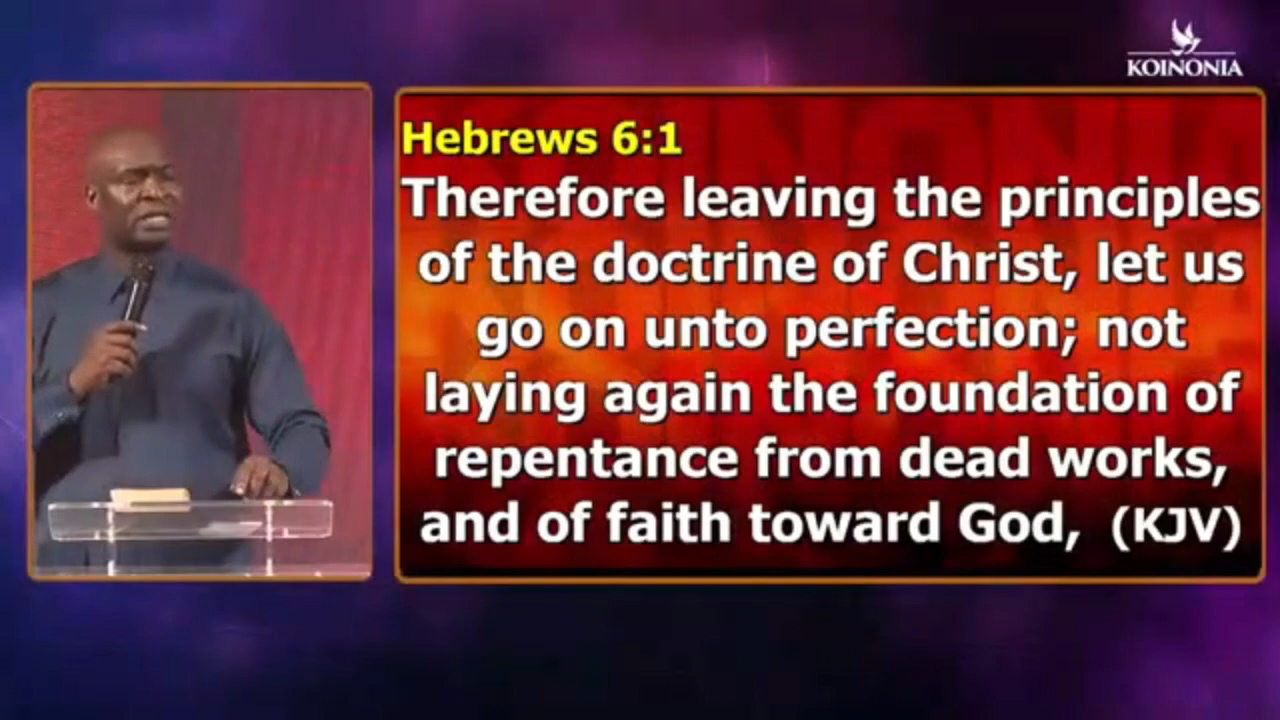 KOINONIA
Hebrews 6:1
Therefore leaving the principles
of the doctrine of Christ, let us
go on unto perfection; not
laying again the foundation of
repentance from dead works,
and of faith toward God, (KJV)